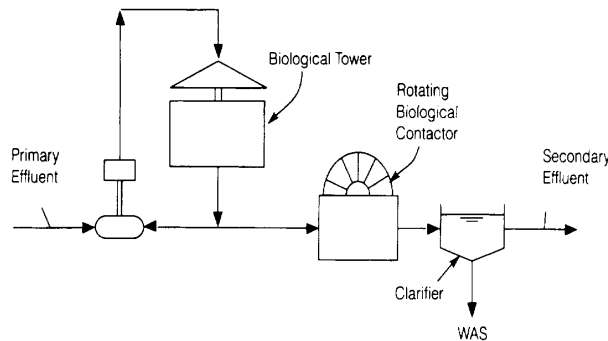 Biological Tower
Rotating
Biological
Contactor
Primary
Effluent
Secondary
Effluent
Clarifier
WAS